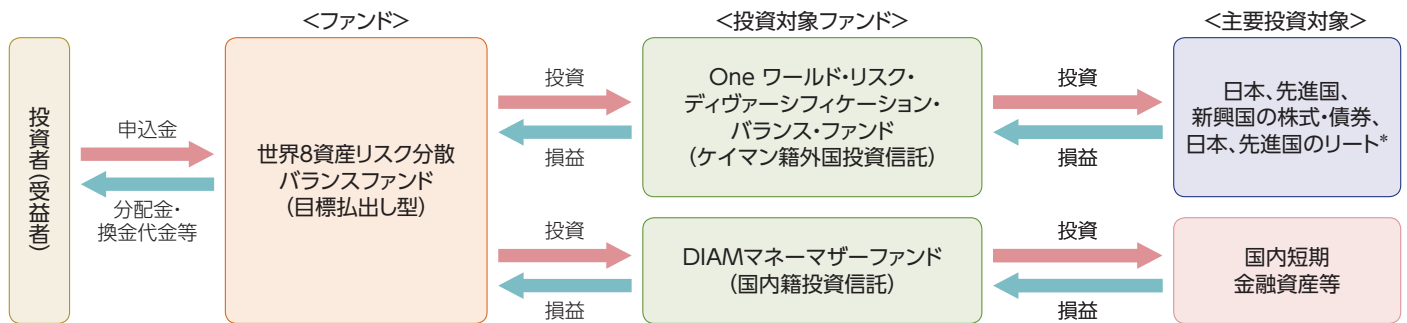 <ファンド>
<投資対象ファンド>
<主要投資対象>
投資者(受益者)
申込金
分配金・
換金代金等
世界8資産リスク分散
バランスファンド
(目標払出し型)
投資
損益
One ワールド・リスク・
ディヴァーシフィケーション・
バランス・ファンド
(ケイマン籍外国投資信託)
投資
損益
日本、先進国、
新興国の株式・債券、
日本、先進国のリート*
投資
損益
DIAMマネーマザーファンド
(国内籍投資信託)
投資
損益
国内短期
金融資産等